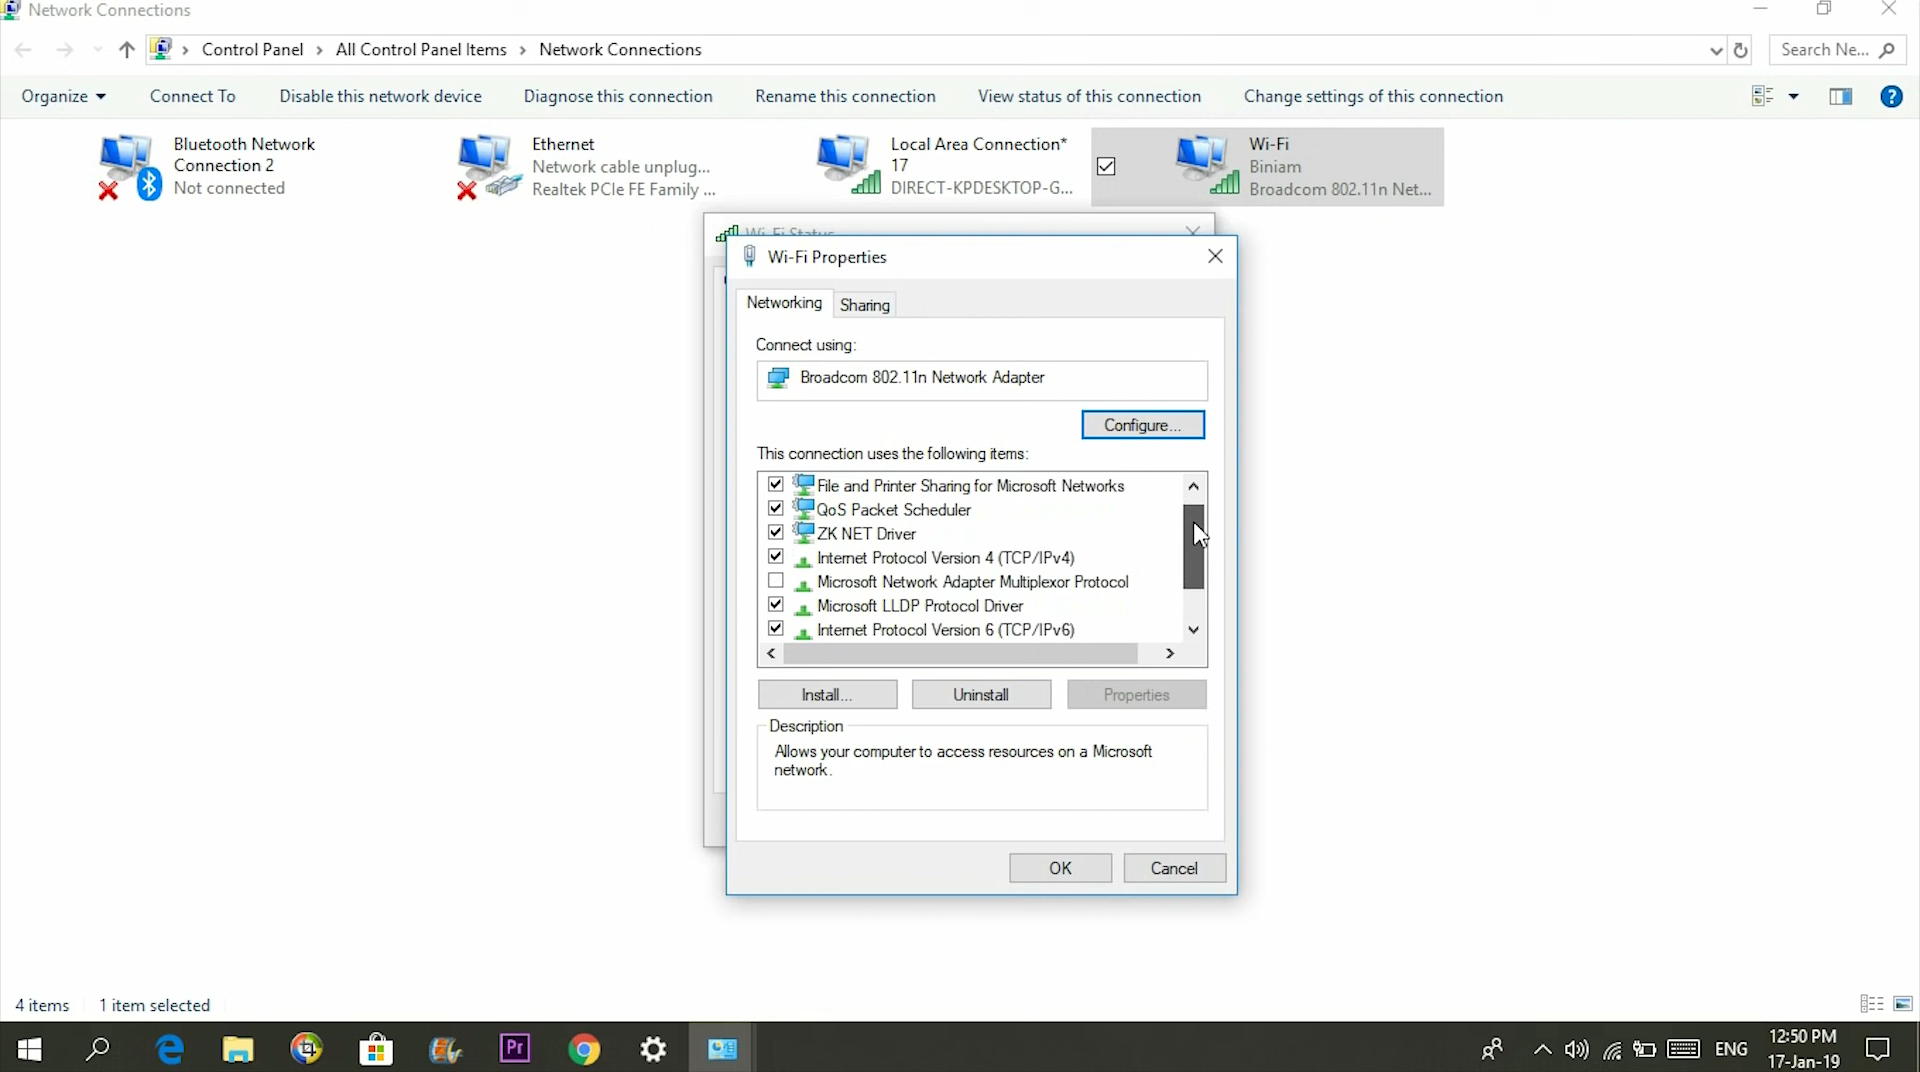 Network Connections
Control Panel
All Control Panel Items
Network Connections
Search Ne...
Organize
Connect To
Disable this network device
Diagnose this connection
Rename this connection
View status of this connection
Change settings of this connection
Bluetooth Network
Connection 2
Not connected
Ethernet
Network cable unplug...
Realtek PCIe FE Family ...
Local Area Connection*
17
DIRECT-KPDESKTOP-G...
Wi-Fi
Biniam
Broadcom 802.11n Net...
Wi-Fi Status
Wi-Fi Properties
Networking
Sharing
Connect using:
Broadcom 802.11n Network Adapter
Configure...
This connection uses the following items:
File and Printer Sharing for Microsoft Networks
QoS Packet Scheduler
ZK NET Driver
Internet Protocol Version 4 (TCP/IPv4)
Microsoft Network Adapter Multiplexor Protocol
Microsoft LLDP Protocol Driver
Internet Protocol Version 6 (TCP/IPv6)
Install...
Uninstall
Properties
Description
Allows your computer to access resources on a Microsoft
network.
OK
Cancel
4 items
1 item selected
Pr
ENG
12:50 PM
17-Jan-19